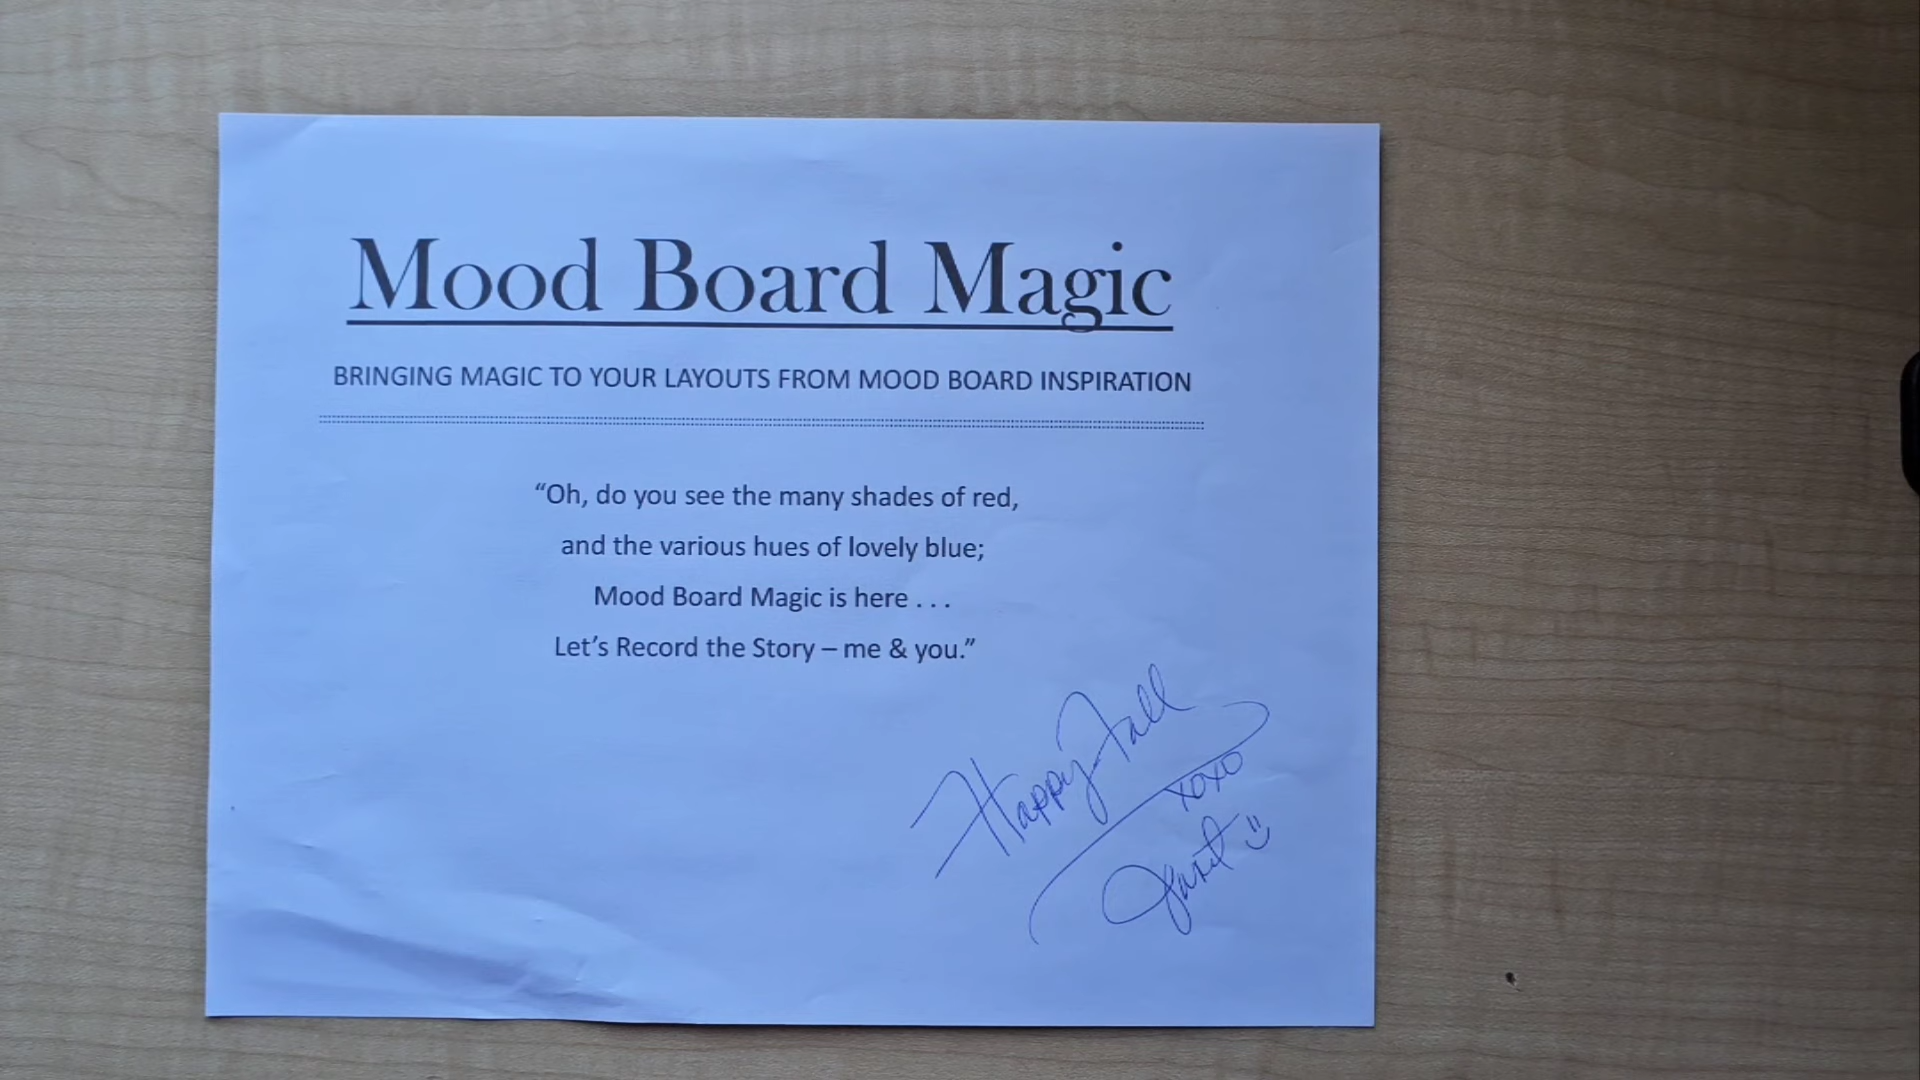 Mood Board Magic
BRINGING MAGIC TO YOUR LAYOUTS FROM MOOD BOARD INSPIRATION
“Oh, do you see the many shades of red,
and the various hues of lovely blue;
Mood Board Magic is here . . .
Let’s Record the Story – me & you.”
Happy Fall
xoxo
Janet